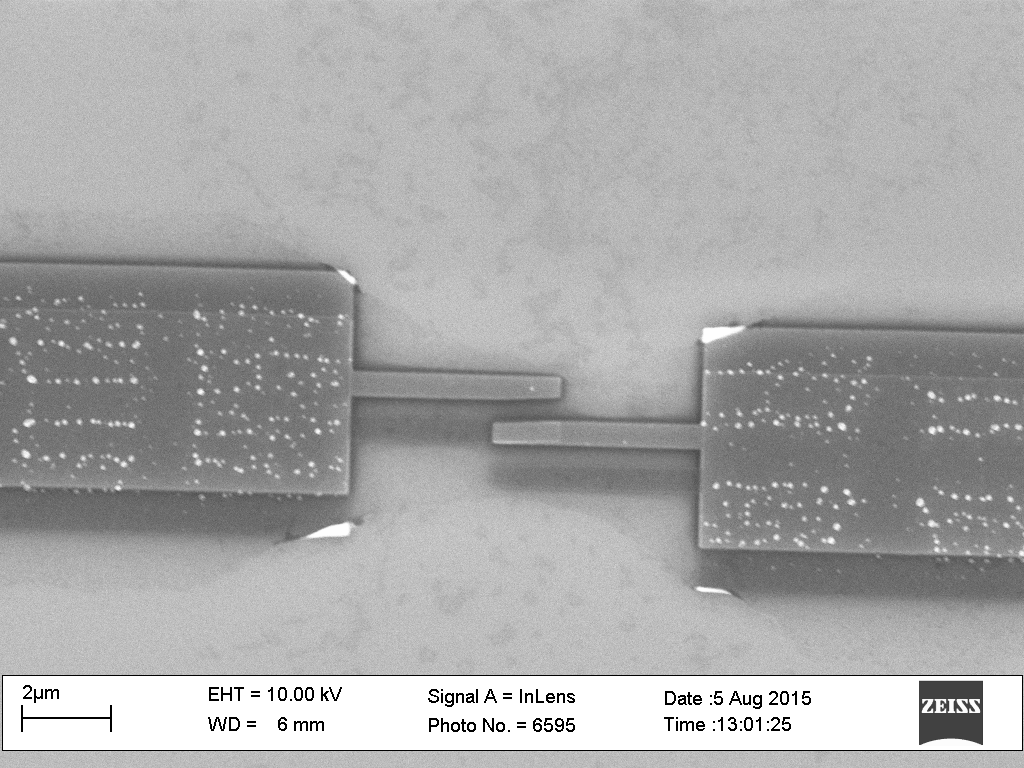 2µm
EHT = 10.00 kV
WD = 6 mm
Signal A = InLens
Photo No. = 6595
Date :5 Aug 2015
Time :13:01:25
ZEISS